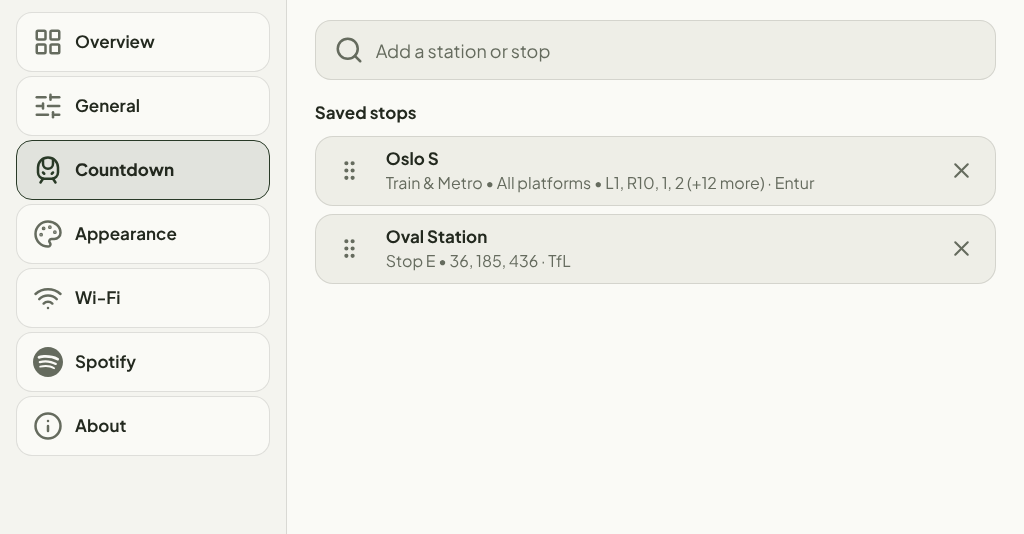 Overview
General
Countdown
Appearance
Wi-Fi
Spotify
About
Add a station or stop
Saved stops
Oslo S
Train & Metro • All platforms • L1, R10, 1, 2 (+12 more) · Entur
Oval Station
Stop E • 36, 185, 436 · TfL